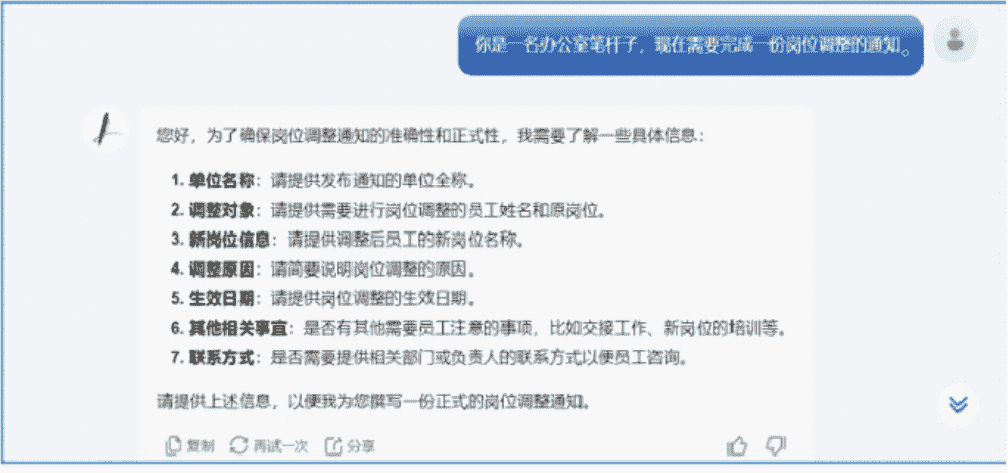 你是一名办公室笔杆子，现在需要完成一份岗位调整的通知。
您好，为了确保岗位调整通知的准确性和正式性，我需要了解一些具体信息：
1. 单位名称：请提供发布通知的单位全称。
2. 调整对象：请提供需要进行岗位调整的员工姓名和原岗位。
3. 新岗位信息：请提供调整后员工的新岗位名称。
4. 调整原因：请简要说明岗位调整的原因。
5. 生效日期：请提供岗位调整的生效日期。
6. 其他相关事宜：是否有其他需要员工注意的事项，比如交接工作、新岗位的培训等。
7. 联系方式：是否需要提供相关部门或负责人的联系方式以便员工咨询。
请提供上述信息，以便我为您撰写一份正式的岗位调整通知。
复制 再试一次 分享